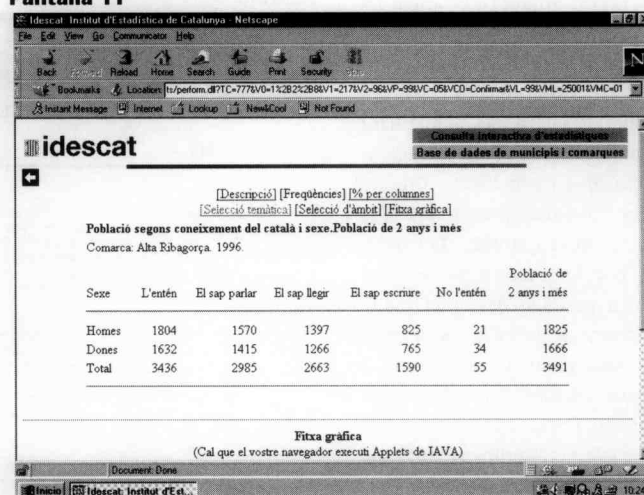 Idescat: Institut d'Estadística de Catalunya - Netscape
File Edit View Go Communicator Help
Back Forward Reload Home Search Guide Print Security
Bookmarks Location: ts/perform.dll?TC=777&V0=1%2B2%2B8&V1=217&V2=96&VP=99&VC=05&VCO=Confirmar&VL=99&VML=25001&VMC=01
Instant Message Internet Lookup New&Cool Not Found
idescat
Consulta interactiva d'estadístiques
Base de dades de municipis i comarques
[Descripció] [Freqüències] [% per columnes]
[Selecció temàtica] [Selecció d'àmbit] [Fitxa gràfica]
Població segons coneixement del català i sexe.Població de 2 anys i més
Comarca: Alta Ribagorça. 1996.
Sexe L'entén El sap parlar El sap llegir El sap escriure No l'entén Població de 2 anys i més
Homes 1804 1570 1397 825 21 1825
Dones 1632 1415 1266 765 34 1666
Total 3436 2985 2663 1590 55 3491
Fitxa gràfica
(Cal que el vostre navegador executi Applets de JAVA)
Document: Done
Inicio Idescat: Institut d'Est...